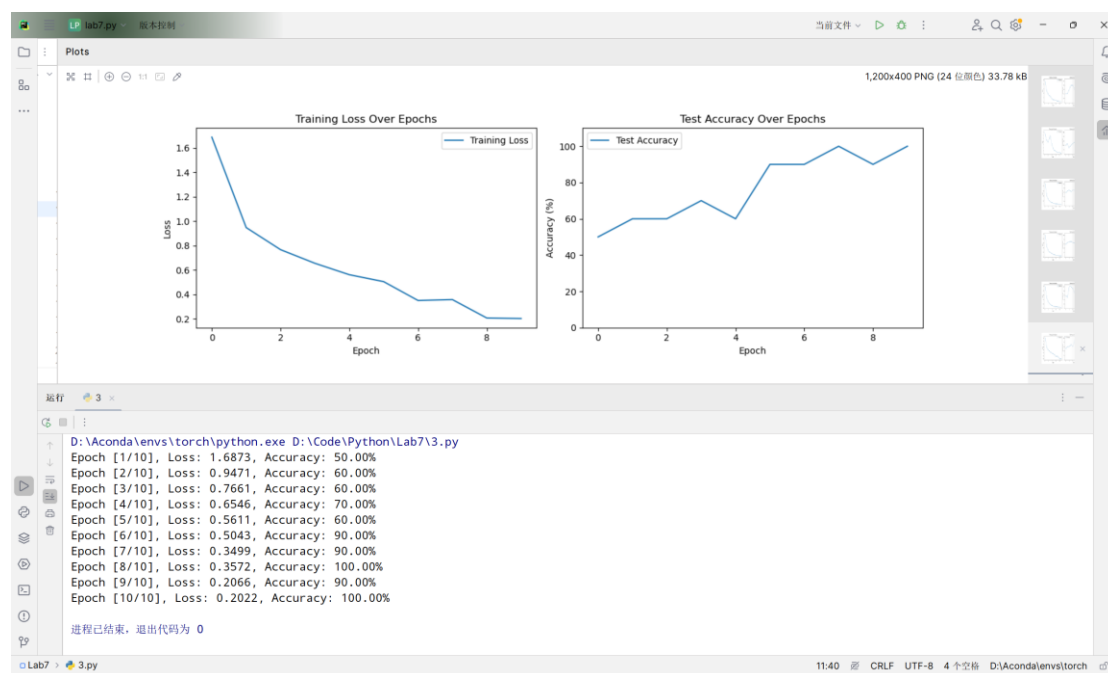 LP lab7.py 版本控制 当前文件
Plots
1:1 1,200x400 PNG (24 位颜色) 33.78 kB
Training Loss Over Epochs
Training Loss
Loss
1.6
1.4
1.2
1.0
0.8
0.6
0.4
0.2
0 2 4 6 8
Epoch
Test Accuracy Over Epochs
Test Accuracy
Accuracy (%)
100
80
60
40
20
0
0 2 4 6 8
Epoch
运行 3
D:\Aconda\envs\torch\python.exe D:\Code\Python\Lab7\3.py
Epoch [1/10], Loss: 1.6873, Accuracy: 50.00%
Epoch [2/10], Loss: 0.9471, Accuracy: 60.00%
Epoch [3/10], Loss: 0.7661, Accuracy: 60.00%
Epoch [4/10], Loss: 0.6546, Accuracy: 70.00%
Epoch [5/10], Loss: 0.5611, Accuracy: 60.00%
Epoch [6/10], Loss: 0.5043, Accuracy: 90.00%
Epoch [7/10], Loss: 0.3499, Accuracy: 90.00%
Epoch [8/10], Loss: 0.3572, Accuracy: 100.00%
Epoch [9/10], Loss: 0.2066, Accuracy: 90.00%
Epoch [10/10], Loss: 0.2022, Accuracy: 100.00%
进程已结束，退出代码为 0
Lab7 > 3.py 11:40 CRLF UTF-8 4 个空格 D:\Aconda\envs\torch